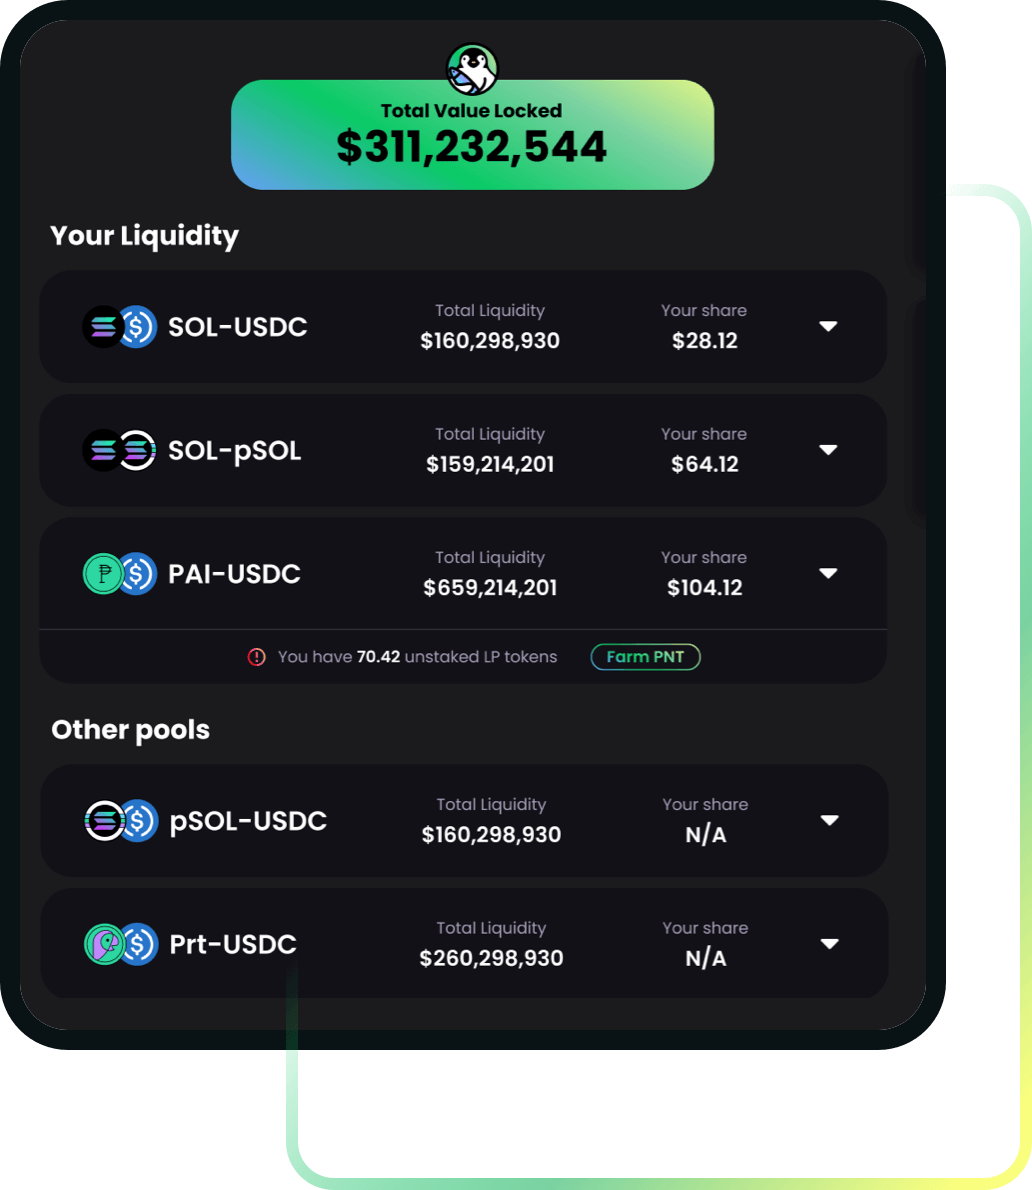 Total Value Locked
$311,232,544
Your Liquidity
SOL-USDC
Total Liquidity
$160,298,930
Your share
$28.12
SOL-pSOL
Total Liquidity
$159,214,201
Your share
$64.12
PAI-USDC
Total Liquidity
$659,214,201
Your share
$104.12
You have 70.42 unstaked LP tokens
Farm PNT
Other pools
pSOL-USDC
Total Liquidity
$160,298,930
Your share
N/A
Prt-USDC
Total Liquidity
$260,298,930
Your share
N/A